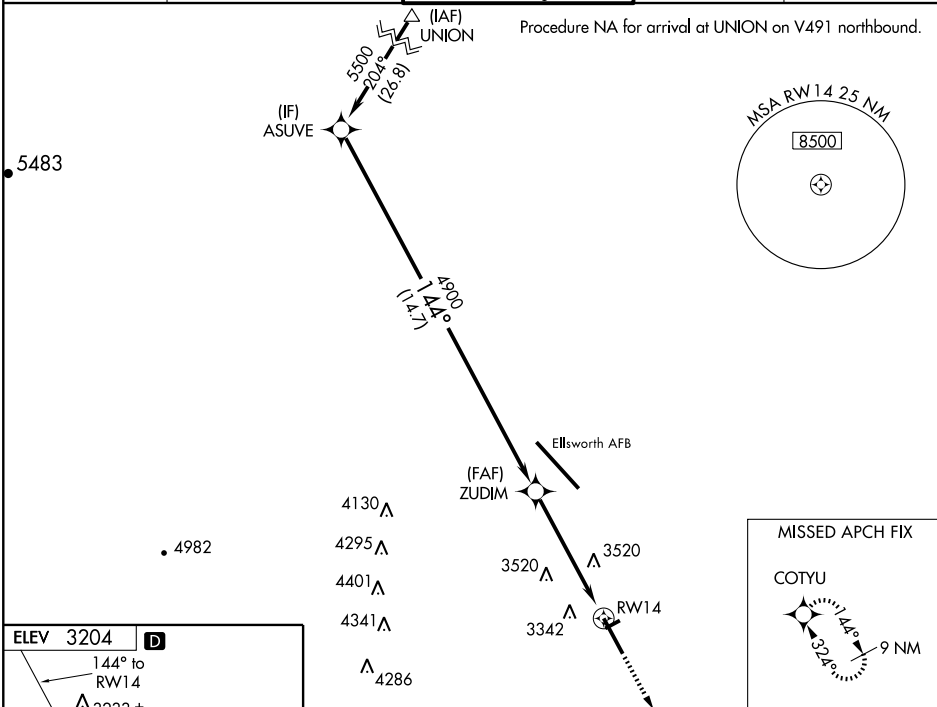 (IAF)
UNION
Procedure NA for arrival at UNION on V491 northbound.
5500
204°
(26.8)
(IF)
ASUVE
MSA RW14 25 NM
8500
5483
4900
144°
(14.7)
Ellsworth AFB
(FAF)
ZUDIM
4130
4295
4982
4401
4341
4286
3520
3520
3342
RW14
MISSED APCH FIX
COTYU
144°
324°
9 NM
ELEV 3204 D
144° to
RW14